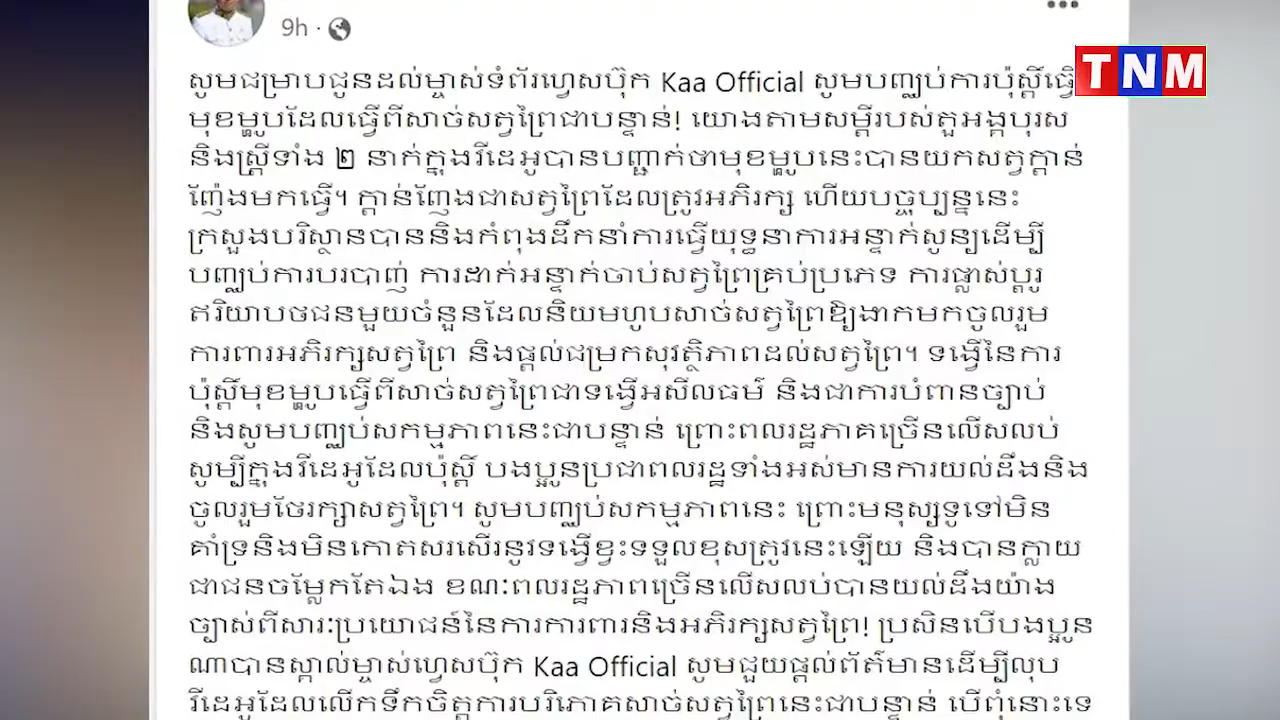 9h ·
TNM
សូមជម្រាបជូនដល់ម្ចាស់ទំព័រហ្វេសប៊ុក Kaa Official សូមបញ្ឈប់ការប៉ុស្តិ៍ធ្វើ
មុខម្ហូបដែលធ្វើពីសាច់សត្វព្រៃជាបន្ទាន់! យោងតាមសម្តីរបស់តួអង្គបុរស
និងស្រ្តីទាំង ២ នាក់ក្នុងវីដេអូបានបញ្ជាក់ថាមុខម្ហូបនេះបានយកសត្វក្តាន់
ញ៉ែងមកធ្វើ។ ក្តាន់ញែងជាសត្វព្រៃដែលត្រូវអភិរក្ស ហើយបច្ចុប្បន្ននេះ
ក្រសួងបរិស្ថានបាននិងកំពុងដឹកនាំការធ្វើយុទ្ធនាការអន្ទាក់សូន្យដើម្បី
បញ្ឈប់ការបរបាញ់ ការដាក់អន្ទាក់ចាប់សត្វព្រៃគ្រប់ប្រភេទ ការផ្លាស់ប្តូរ
ឥរិយាបថជនមួយចំនួនដែលនិយមហូបសាច់សត្វព្រៃឱ្យងាកមកចូលរួម
ការពារអភិរក្សសត្វព្រៃ និងផ្តល់ជម្រកសុវត្ថិភាពដល់សត្វព្រៃ។ ទង្វើនៃការ
ប៉ុស្តិ៍មុខម្ហូបធ្វើពីសាច់សត្វព្រៃជាទង្វើអសីលធម៌ និងជាការបំពានច្បាប់
និងសូមបញ្ឈប់សកម្មភាពនេះជាបន្ទាន់ ព្រោះពលរដ្ឋភាគច្រើនលើសលប់
សូម្បីក្នុងវីដេអូដែលប៉ុស្តិ៍ បងប្អូនប្រជាពលរដ្ឋទាំងអស់មានការយល់ដឹងនិង
ចូលរួមថែរក្សាសត្វព្រៃ។ សូមបញ្ឈប់សកម្មភាពនេះ ព្រោះមនុស្សទូទៅមិន
គាំទ្រនិងមិនកោតសរសើរនូវទង្វើខ្វះទទួលខុសត្រូវនេះឡើយ និងបានក្លាយ
ជាជនចម្លែកតែឯង ខណៈពលរដ្ឋភាពច្រើនលើសលប់បានយល់ដឹងយ៉ាង
ច្បាស់ពីសារៈប្រយោជន៍នៃការការពារនិងអភិរក្សសត្វព្រៃ! ប្រសិនបើបងប្អូន
ណាបានស្គាល់ម្ចាស់ហ្វេសប៊ុក Kaa Official សូមជួយផ្តល់ព័ត៌មានដើម្បីលុប
វីដេអូដែលលើកទឹកចិត្តការបរិភោគសាច់សត្វព្រៃនេះជាបន្ទាន់ បើពុំនោះទេ